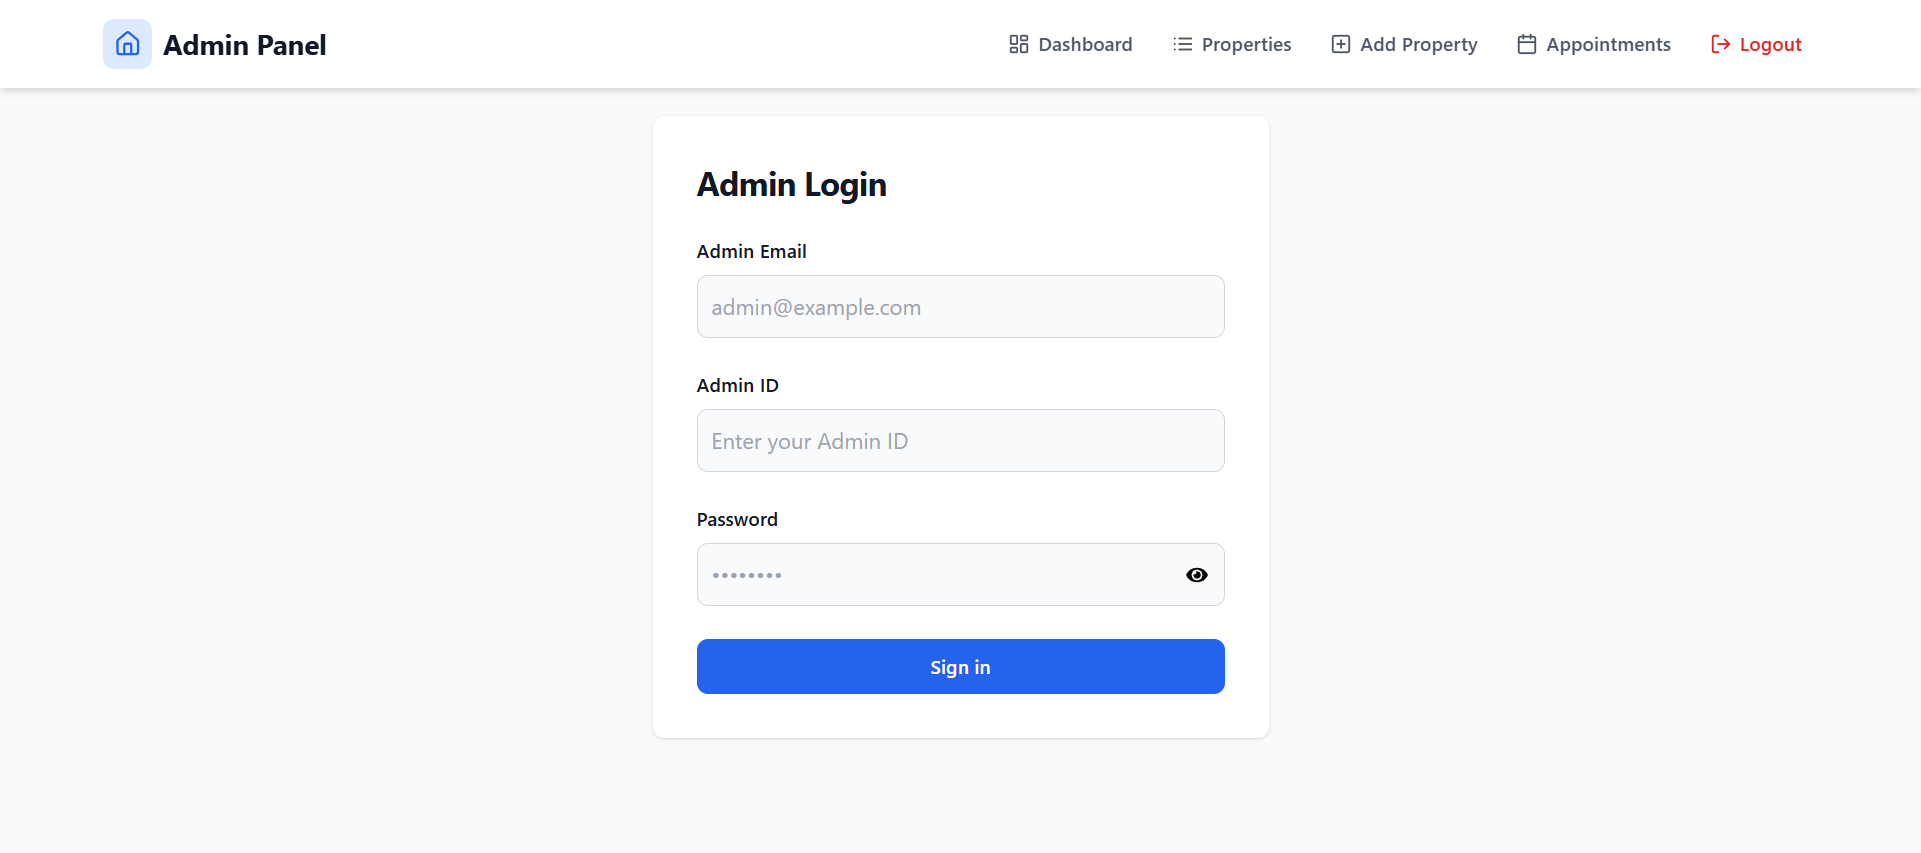 Admin Panel
Dashboard
Properties
Add Property
Appointments
Logout
Admin Login
Admin Email
admin@example.com
Admin ID
Enter your Admin ID
Password
••••••••
Sign in